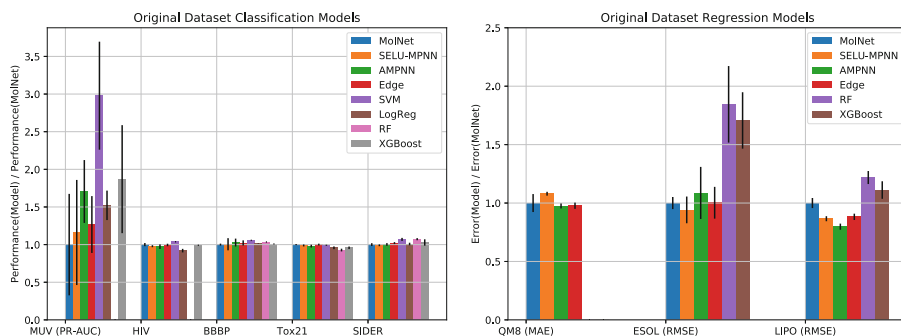 Original Dataset Classification Models
Performance(Model) / Performance(MolNet)
3.5
3.0
2.5
2.0
1.5
1.0
0.5
0.0
MolNet
SELU-MPNN
AMPNN
Edge
SVM
LogReg
RF
XGBoost
MUV (PR-AUC)
HIV
BBBP
Tox21
SIDER
Original Dataset Regression Models
Error(Model) / Error(MolNet)
2.5
2.0
1.5
1.0
0.5
0.0
MolNet
SELU-MPNN
AMPNN
Edge
RF
XGBoost
QM8 (MAE)
ESOL (RMSE)
LIPO (RMSE)